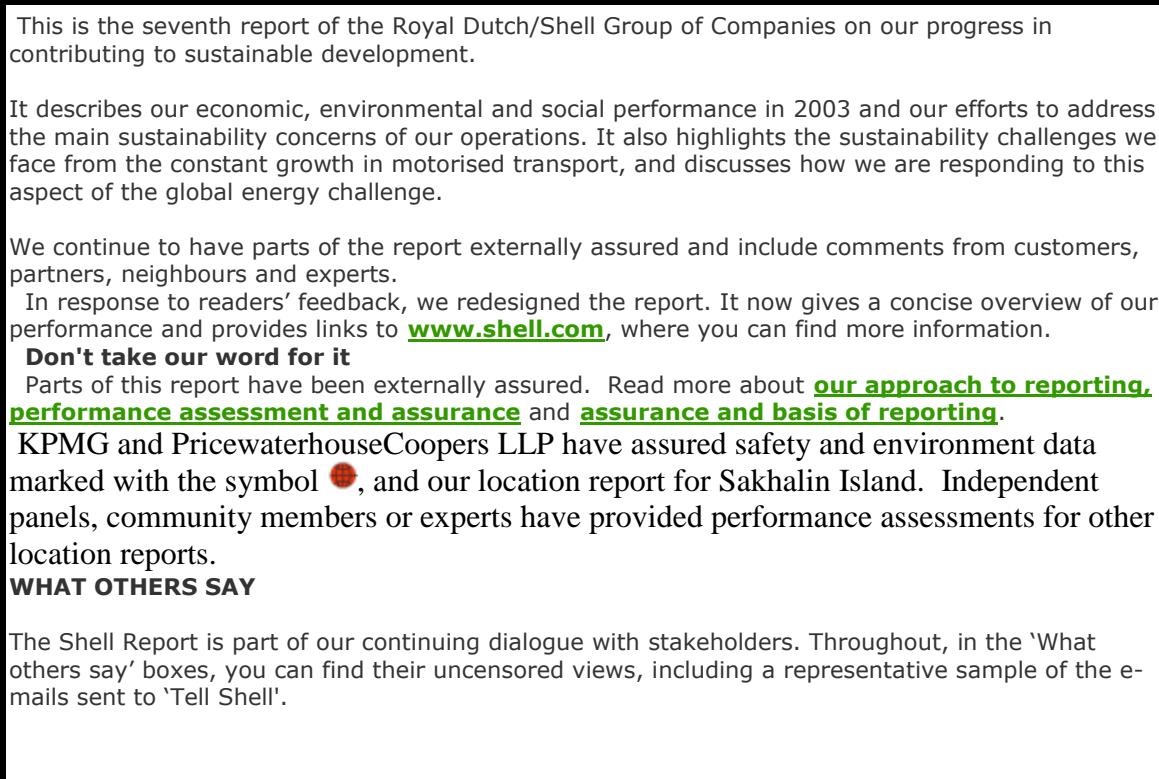 This is the seventh report of the Royal Dutch/Shell Group of Companies on our progress in
contributing to sustainable development.
It describes our economic, environmental and social performance in 2003 and our efforts to address
the main sustainability concerns of our operations. It also highlights the sustainability challenges we
face from the constant growth in motorised transport, and discusses how we are responding to this
aspect of the global energy challenge.
We continue to have parts of the report externally assured and include comments from customers,
partners, neighbours and experts.
In response to readers’ feedback, we redesigned the report. It now gives a concise overview of our
performance and provides links to www.shell.com, where you can find more information.
Don't take our word for it
Parts of this report have been externally assured.  Read more about our approach to reporting,
performance assessment and assurance and assurance and basis of reporting.
KPMG and PricewaterhouseCoopers LLP have assured safety and environment data
marked with the symbol , and our location report for Sakhalin Island.  Independent
panels, community members or experts have provided performance assessments for other
location reports.
WHAT OTHERS SAY
The Shell Report is part of our continuing dialogue with stakeholders. Throughout, in the ‘What
others say’ boxes, you can find their uncensored views, including a representative sample of the e-
mails sent to ‘Tell Shell'.